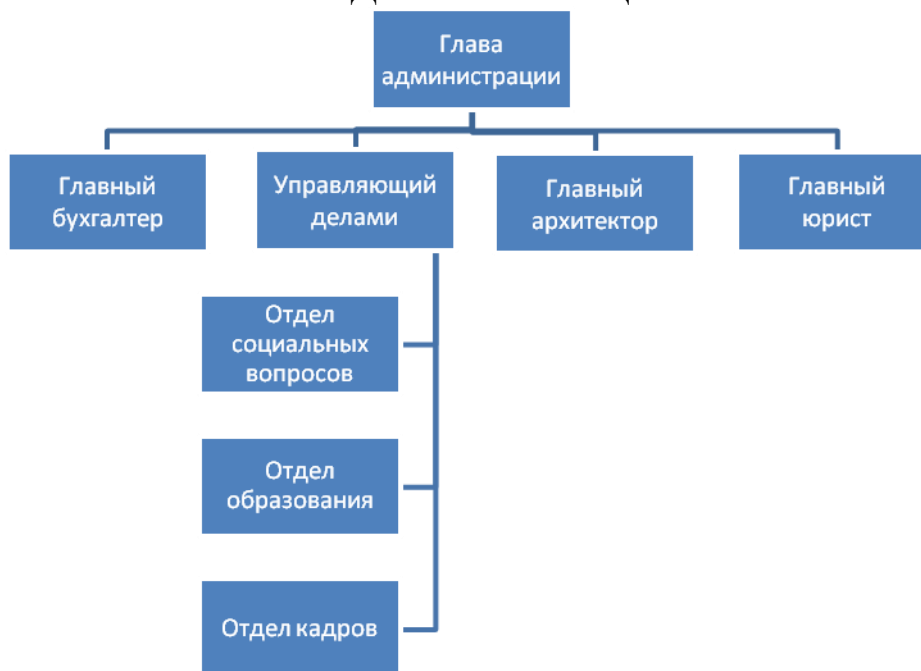 Глава
администрации
Главный
бухгалтер
Управляющий
делами
Главный
архитектор
Главный
юрист
Отдел
социальных
вопросов
Отдел
образования
Отдел кадров